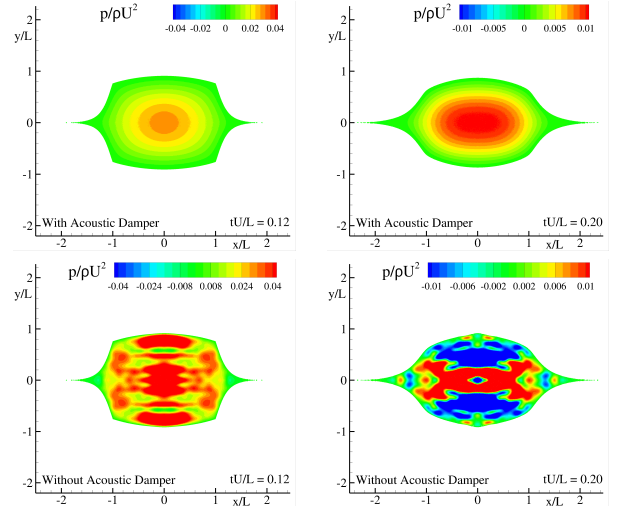 p/ρU²
-0.04 -0.02 0 0.02 0.04
y/L
2
1
0
-1
-2
With Acoustic Damper
tU/L = 0.12
-2 -1 0 1 2
x/L
p/ρU²
-0.01 -0.005 0 0.005 0.01
y/L
2
1
0
-1
-2
With Acoustic Damper
tU/L = 0.20
-2 -1 0 1 2
x/L
p/ρU²
-0.04 -0.024 -0.008 0.008 0.024 0.04
y/L
2
1
0
-1
-2
Without Acoustic Damper
tU/L = 0.12
-2 -1 0 1 2
x/L
p/ρU²
-0.01 -0.006 -0.002 0.002 0.006 0.01
y/L
2
1
0
-1
-2
Without Acoustic Damper
tU/L = 0.20
-2 -1 0 1 2
x/L